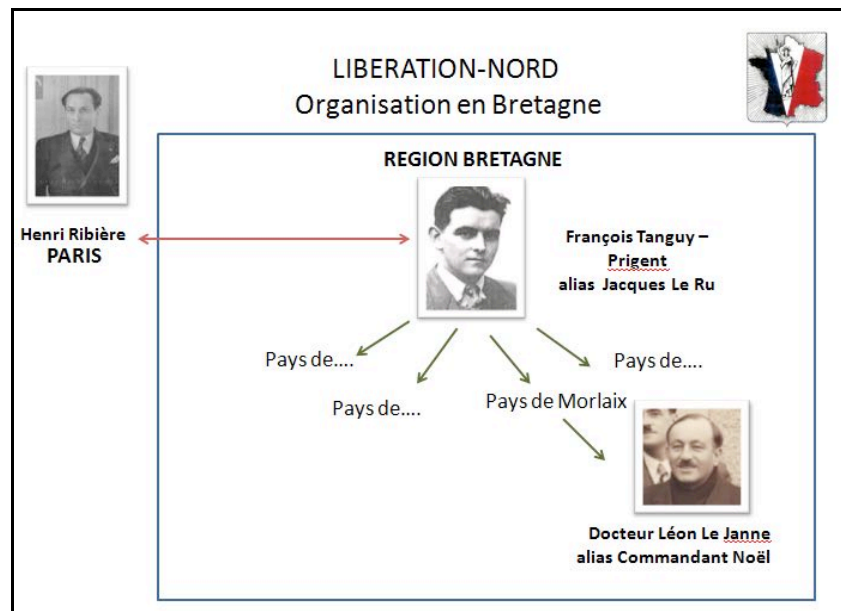 LIBERATION-NORD
Organisation en Bretagne
REGION BRETAGNE
Henri Ribière
PARIS
François Tanguy –
Prigent
alias Jacques Le Ru
Pays de....
Pays de....
Pays de....
Pays de Morlaix
Docteur Léon Le Janne
alias Commandant Noël